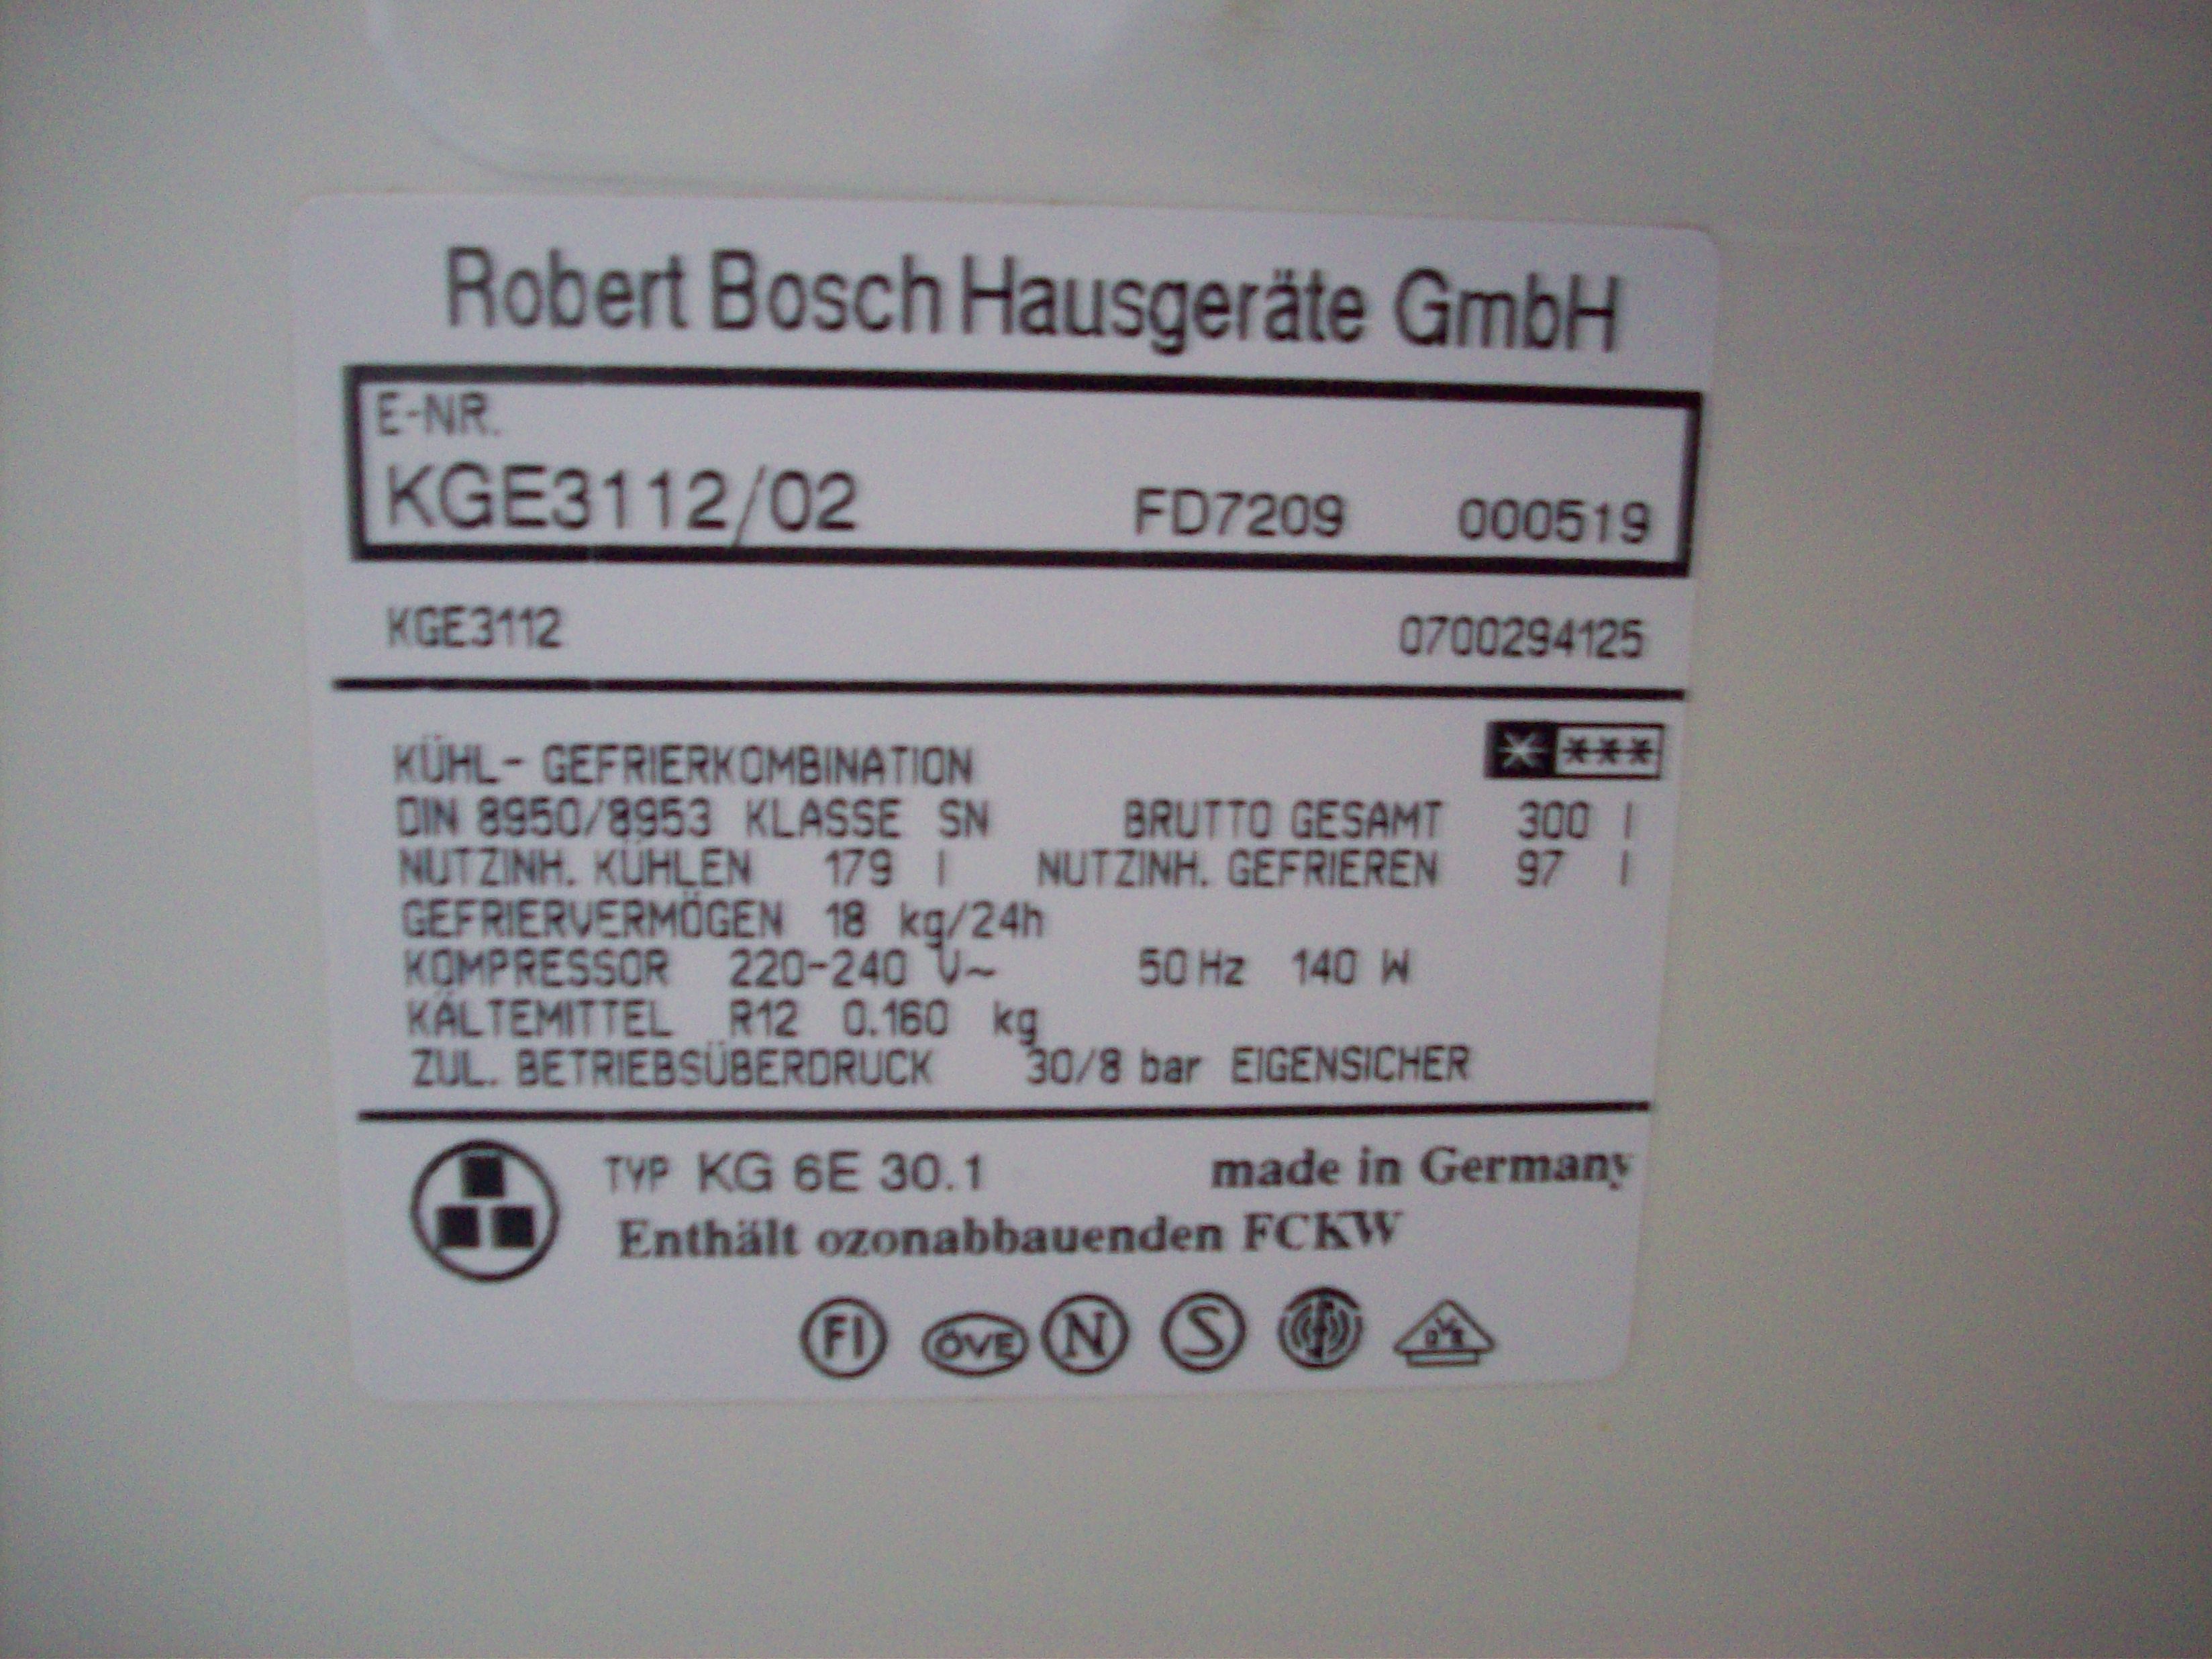 Robert Bosch Hausgeräte GmbH
E-NR.
KGE3112/02 FD7209 000519
KGE3112 0700294125
KÜHL- GEFRIERKOMBINATION * ***
DIN 8950/8953 KLASSE SN BRUTTO GESAMT 300 l
NUTZINH. KÜHLEN 179 l NUTZINH. GEFRIEREN 97 l
GEFRIERVERMÖGEN 18 kg/24h
KOMPRESSOR 220-240 V~ 50 Hz 140 W
KÄLTEMITTEL R12 0.160 kg
ZUL. BETRIEBSÜBERDRUCK 30/8 bar EIGENSICHER
TYP KG 6E 30.1 made in Germany
Enthält ozonabbauenden FCKW
FI ÖVE N S